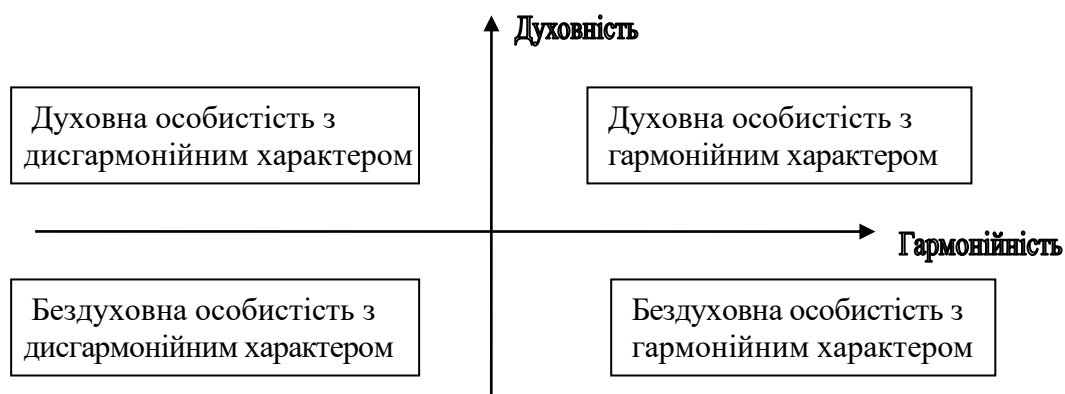 Духовність
Духовна особистість з
дисгармонійним характером
Духовна особистість з
гармонійним характером
Гармонійність
Бездуховна особистість з
дисгармонійним характером
Бездуховна особистість з
гармонійним характером